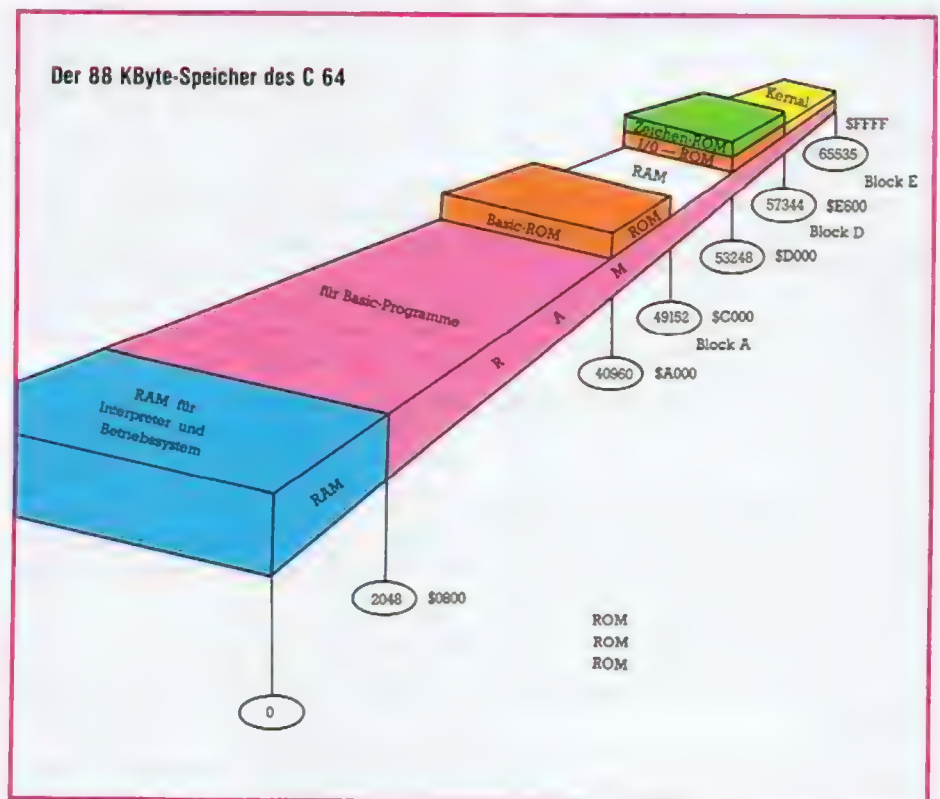 Der 88 KByte-Speicher des C 64
Kernal
Zeichen-ROM
I/0 — ROM
RAM
$FFFF
65535
Block E
57344 $E600
Block D
53248 $D000
49152 $C000
Block A
40960 $A000
Basic-ROM
ROM
für Basic-Programme
R A M
RAM für
Interpreter und
Betriebssystem
RAM
2048 $0800
0
ROM
ROM
ROM